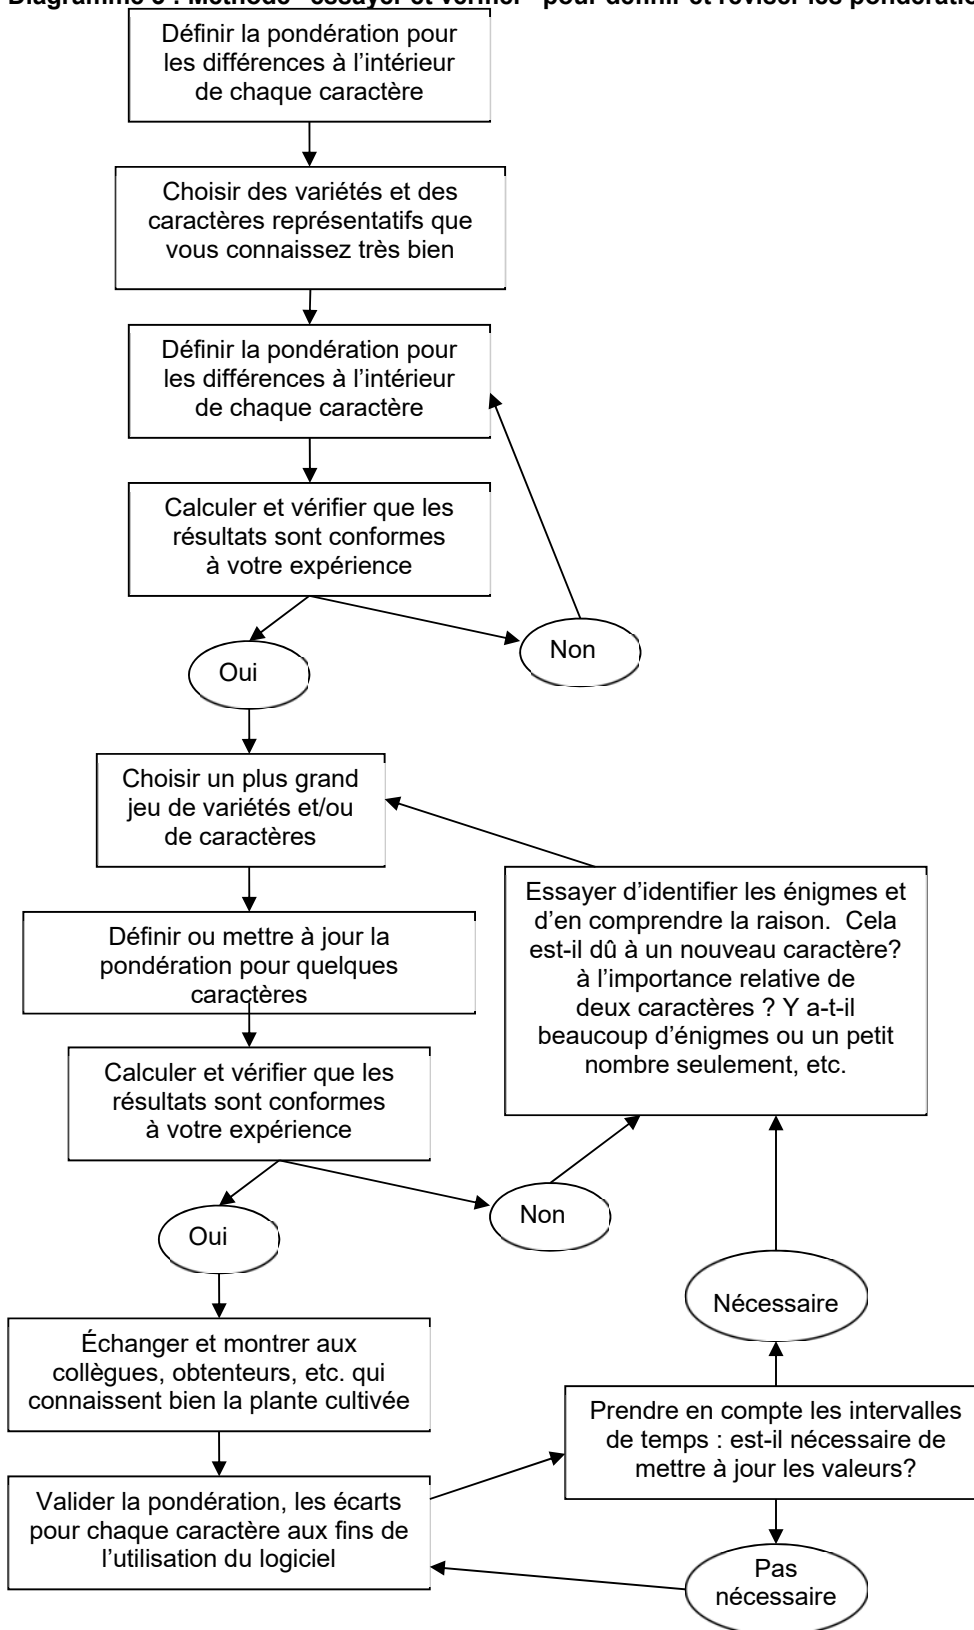 Définir la pondération pour
les différences à l’intérieur
de chaque caractère
Choisir des variétés et des
caractères représentatifs que
vous connaissez très bien
Définir la pondération pour
les différences à l’intérieur
de chaque caractère
Calculer et vérifier que les
résultats sont conformes
à votre expérience
Non
Oui
Choisir un plus grand
jeu de variétés et/ou
de caractères
Essayer d’identifier les énigmes et
d’en comprendre la raison.  Cela
est-il dû à un nouveau caractère?
à l’importance relative de
deux caractères ? Y a-t-il
beaucoup d’énigmes ou un petit
nombre seulement, etc.
Définir ou mettre à jour la
pondération pour quelques
caractères
Calculer et vérifier que les
résultats sont conformes
à votre expérience
Non
Oui
Nécessaire
Échanger et montrer aux
collègues, obtenteurs, etc. qui
connaissent bien la plante cultivée
Prendre en compte les intervalles
de temps : est-il nécessaire de
mettre à jour les valeurs?
Valider la pondération, les écarts
pour chaque caractère aux fins de
l’utilisation du logiciel
Pas
nécessaire